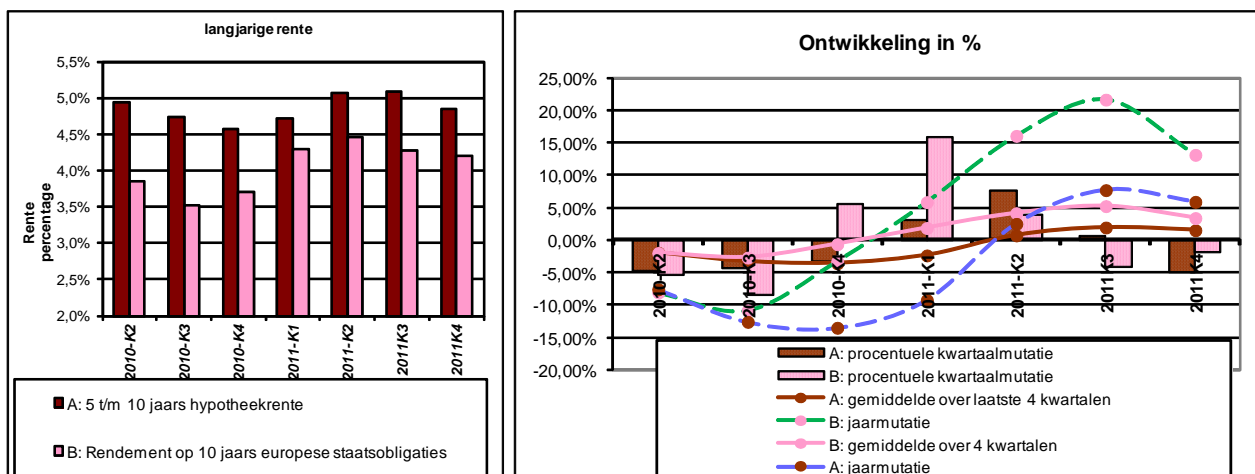 langjarige rente
Rente percentage
5,5%
5,0%
4,5%
4,0%
3,5%
3,0%
2,5%
2,0%
2010-K2
2010-K3
2010-K4
2011-K1
2011-K2
2011K3
2011K4
A: 5 t/m 10 jaars hypotheekrente
B: Rendement op 10 jaars europese staatsobligaties
Ontwikkeling in %
25,00%
20,00%
15,00%
10,00%
5,00%
0,00%
-5,00%
-10,00%
-15,00%
-20,00%
2010-K2
2010-K3
2010-K4
2011-K1
2011-K2
2011K3
2011K4
A: procentuele kwartaalmutatie
B: procentuele kwartaalmutatie
A: gemiddelde over laatste 4 kwartalen
B: jaarmutatie
B: gemiddelde over 4 kwartalen
A: jaarmutatie